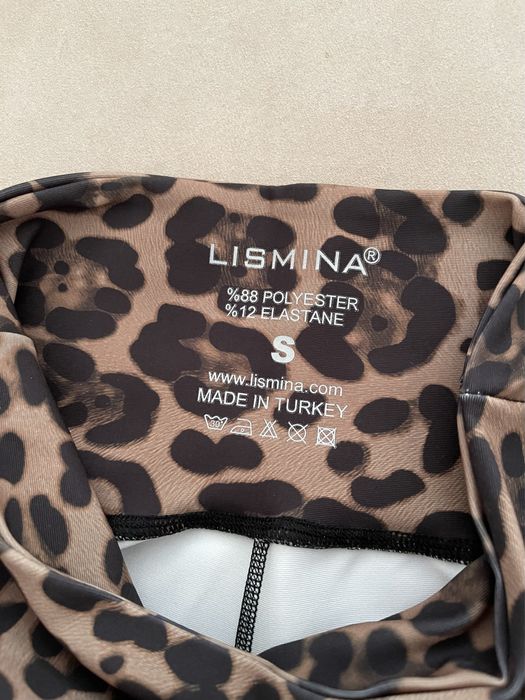 LISMINA®
%88 POLYESTER
%12 ELASTANE
S
www.lismina.com
MADE IN TURKEY
30